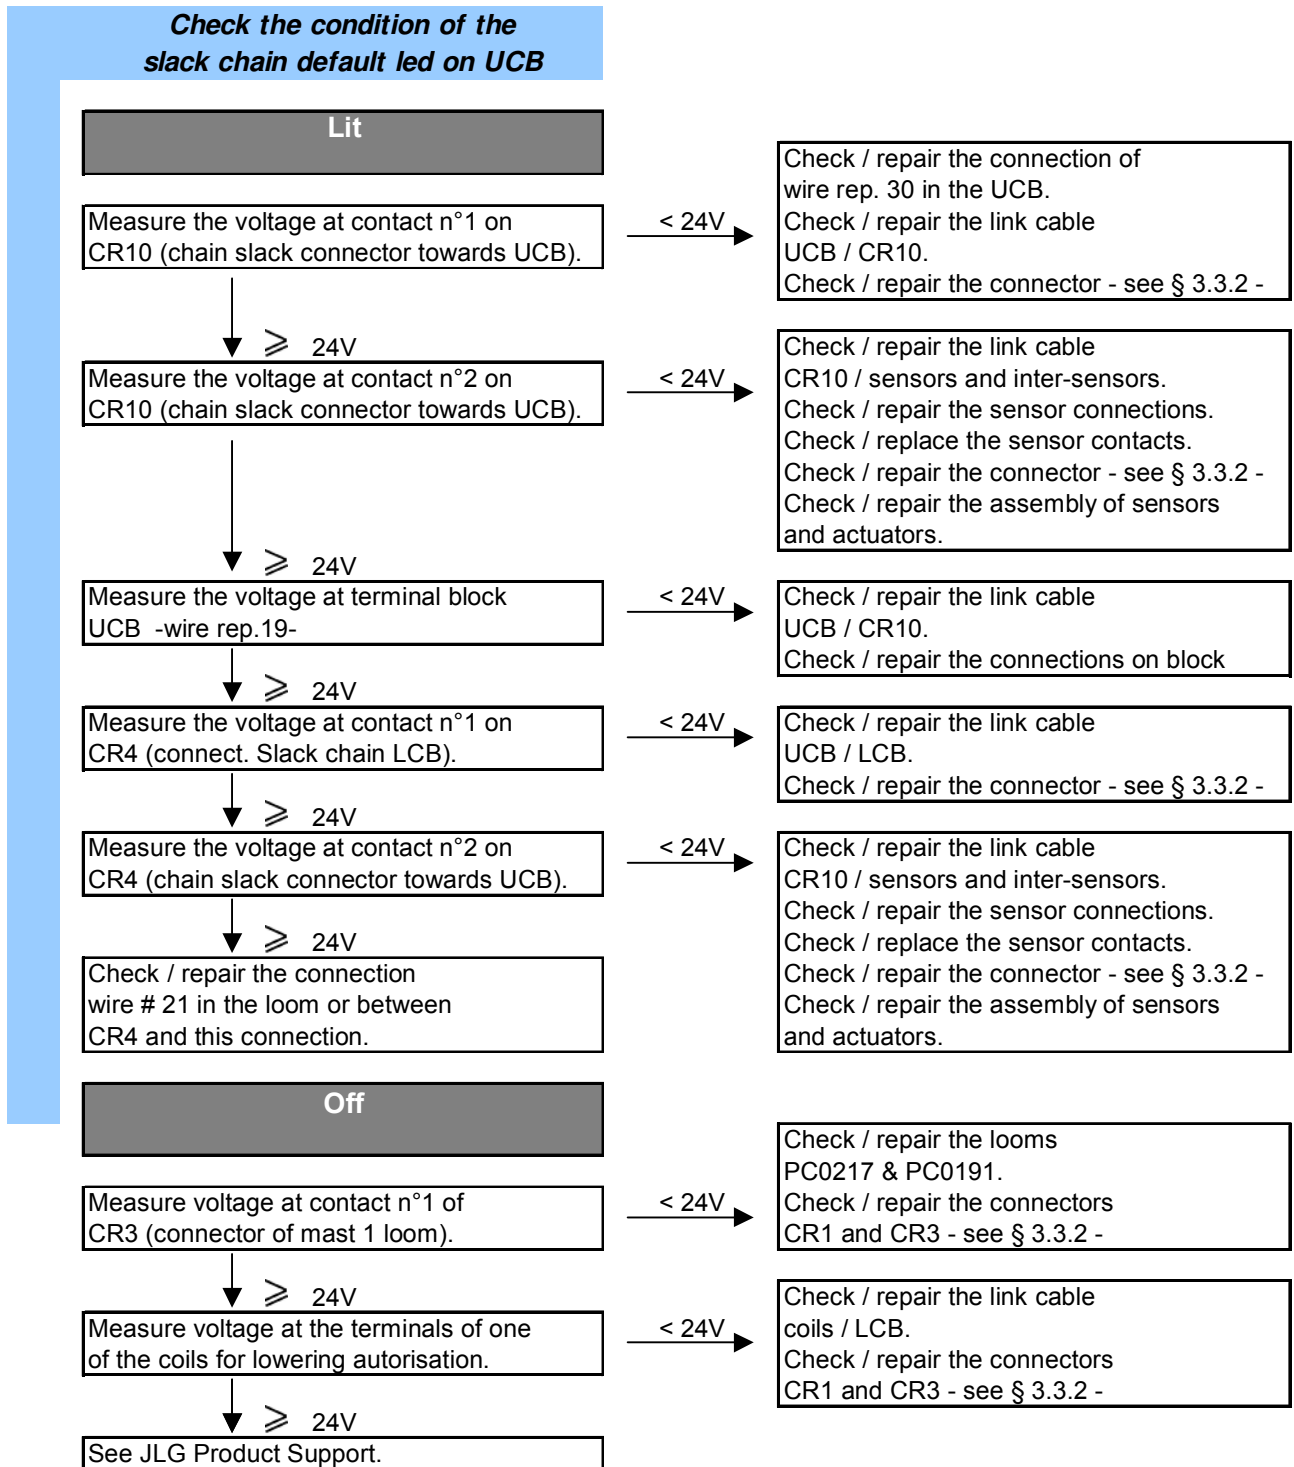 Check the condition of the
slack chain default led on UCB
Lit
Measure the voltage at contact n°1 on
CR10 (chain slack connector towards UCB).
< 24V
Check / repair the connection of
wire rep. 30 in the UCB.
Check / repair the link cable
UCB / CR10.
Check / repair the connector - see § 3.3.2 -
⩾ 24V
Measure the voltage at contact n°2 on
CR10 (chain slack connector towards UCB).
< 24V
Check / repair the link cable
CR10 / sensors and inter-sensors.
Check / repair the sensor connections.
Check / replace the sensor contacts.
Check / repair the connector - see § 3.3.2 -
Check / repair the assembly of sensors
and actuators.
⩾ 24V
Measure the voltage at terminal block
UCB -wire rep.19-
< 24V
Check / repair the link cable
UCB / CR10.
Check / repair the connections on block
⩾ 24V
Measure the voltage at contact n°1 on
CR4 (connect. Slack chain LCB).
< 24V
Check / repair the link cable
UCB / LCB.
Check / repair the connector - see § 3.3.2 -
⩾ 24V
Measure the voltage at contact n°2 on
CR4 (chain slack connector towards UCB).
< 24V
Check / repair the link cable
CR10 / sensors and inter-sensors.
Check / repair the sensor connections.
Check / replace the sensor contacts.
Check / repair the connector - see § 3.3.2 -
Check / repair the assembly of sensors
and actuators.
⩾ 24V
Check / repair the connection
wire # 21 in the loom or between
CR4 and this connection.
Off
Measure voltage at contact n°1 of
CR3 (connector of mast 1 loom).
< 24V
Check / repair the looms
PC0217 & PC0191.
Check / repair the connectors
CR1 and CR3 - see § 3.3.2 -
⩾ 24V
Measure voltage at the terminals of one
of the coils for lowering autorisation.
< 24V
Check / repair the link cable
coils / LCB.
Check / repair the connectors
CR1 and CR3 - see § 3.3.2 -
⩾ 24V
See JLG Product Support.